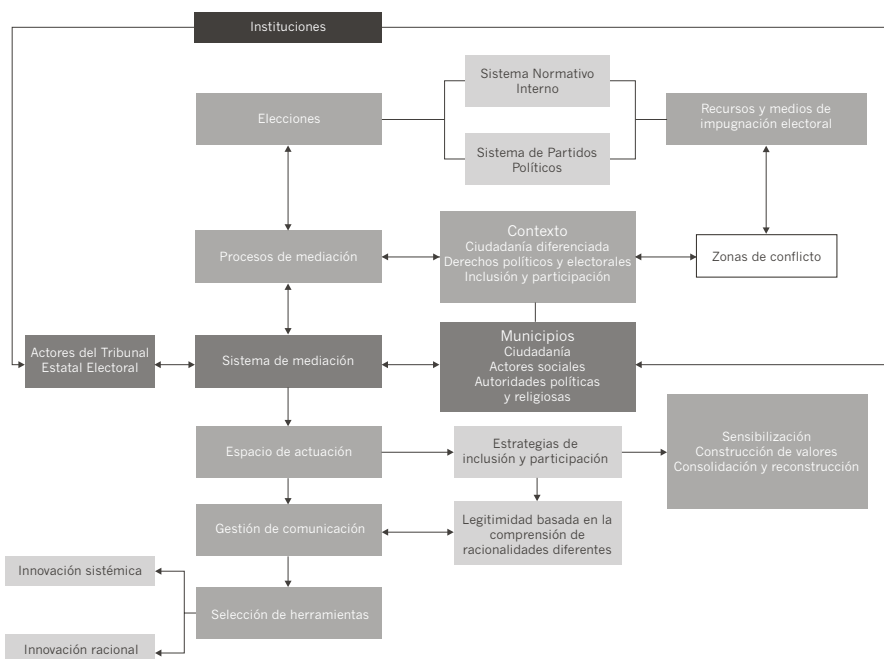 Instituciones
Sistema Normativo
Interno
Elecciones
Recursos y medios de
impugnación electoral
Sistema de Partidos
Políticos
Procesos de mediación
Contexto
Ciudadanía diferenciada
Derechos políticos y electorales
Inclusión y participación
Zonas de conflicto
Actores del Tribunal
Estatal Electoral
Sistema de mediación
Municipios
Ciudadanía
Actores sociales
Autoridades políticas
y religiosas
Espacio de actuación
Estrategias de
inclusión y participación
Sensibilización
Construcción de valores
Consolidación y reconstrucción
Gestión de comunicación
Legitimidad basada en la
comprensión de
racionalidades diferentes
Innovación sistémica
Selección de herramientas
Innovación racional